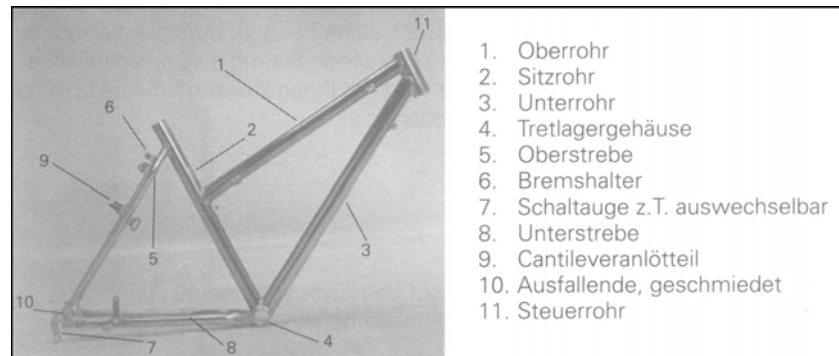 11
1
6
2
9
3
5
10
7
8
4
1. Oberrohr
2. Sitzrohr
3. Unterrohr
4. Tretlagergehäuse
5. Oberstrebe
6. Bremshalter
7. Schaltauge z.T. auswechselbar
8. Unterstrebe
9. Cantileveranlötteil
10. Ausfallende, geschmiedet
11. Steuerrohr